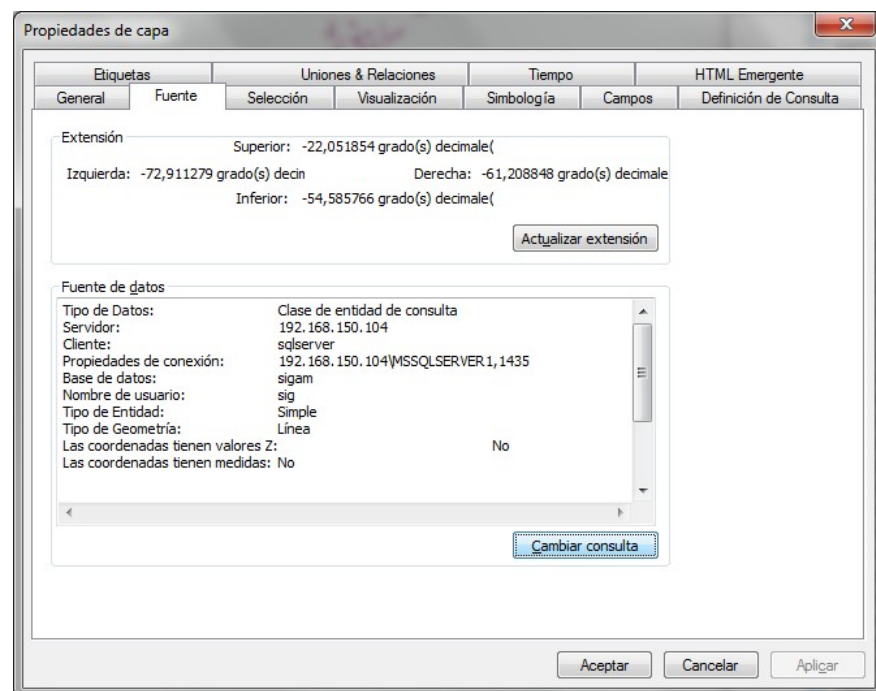 Propiedades de capa
Etiquetas Uniones & Relaciones Tiempo HTML Emergente
General Fuente Selección Visualización Simbología Campos Definición de Consulta
Extensión
Superior: -22,051854 grado(s) decimale(
Izquierda: -72,911279 grado(s) decin Derecha: -61,208848 grado(s) decimale
Inferior: -54,585766 grado(s) decimale(
Actualizar extensión
Fuente de datos
Tipo de Datos: Clase de entidad de consulta
Servidor: 192.168.150.104
Cliente: sqlserver
Propiedades de conexión: 192.168.150.104\MSSQLSERVER1,1435
Base de datos: sigam
Nombre de usuario: sig
Tipo de Entidad: Simple
Tipo de Geometría: Línea
Las coordenadas tienen valores Z: No
Las coordenadas tienen medidas: No
Cambiar consulta
Aceptar Cancelar Aplicar